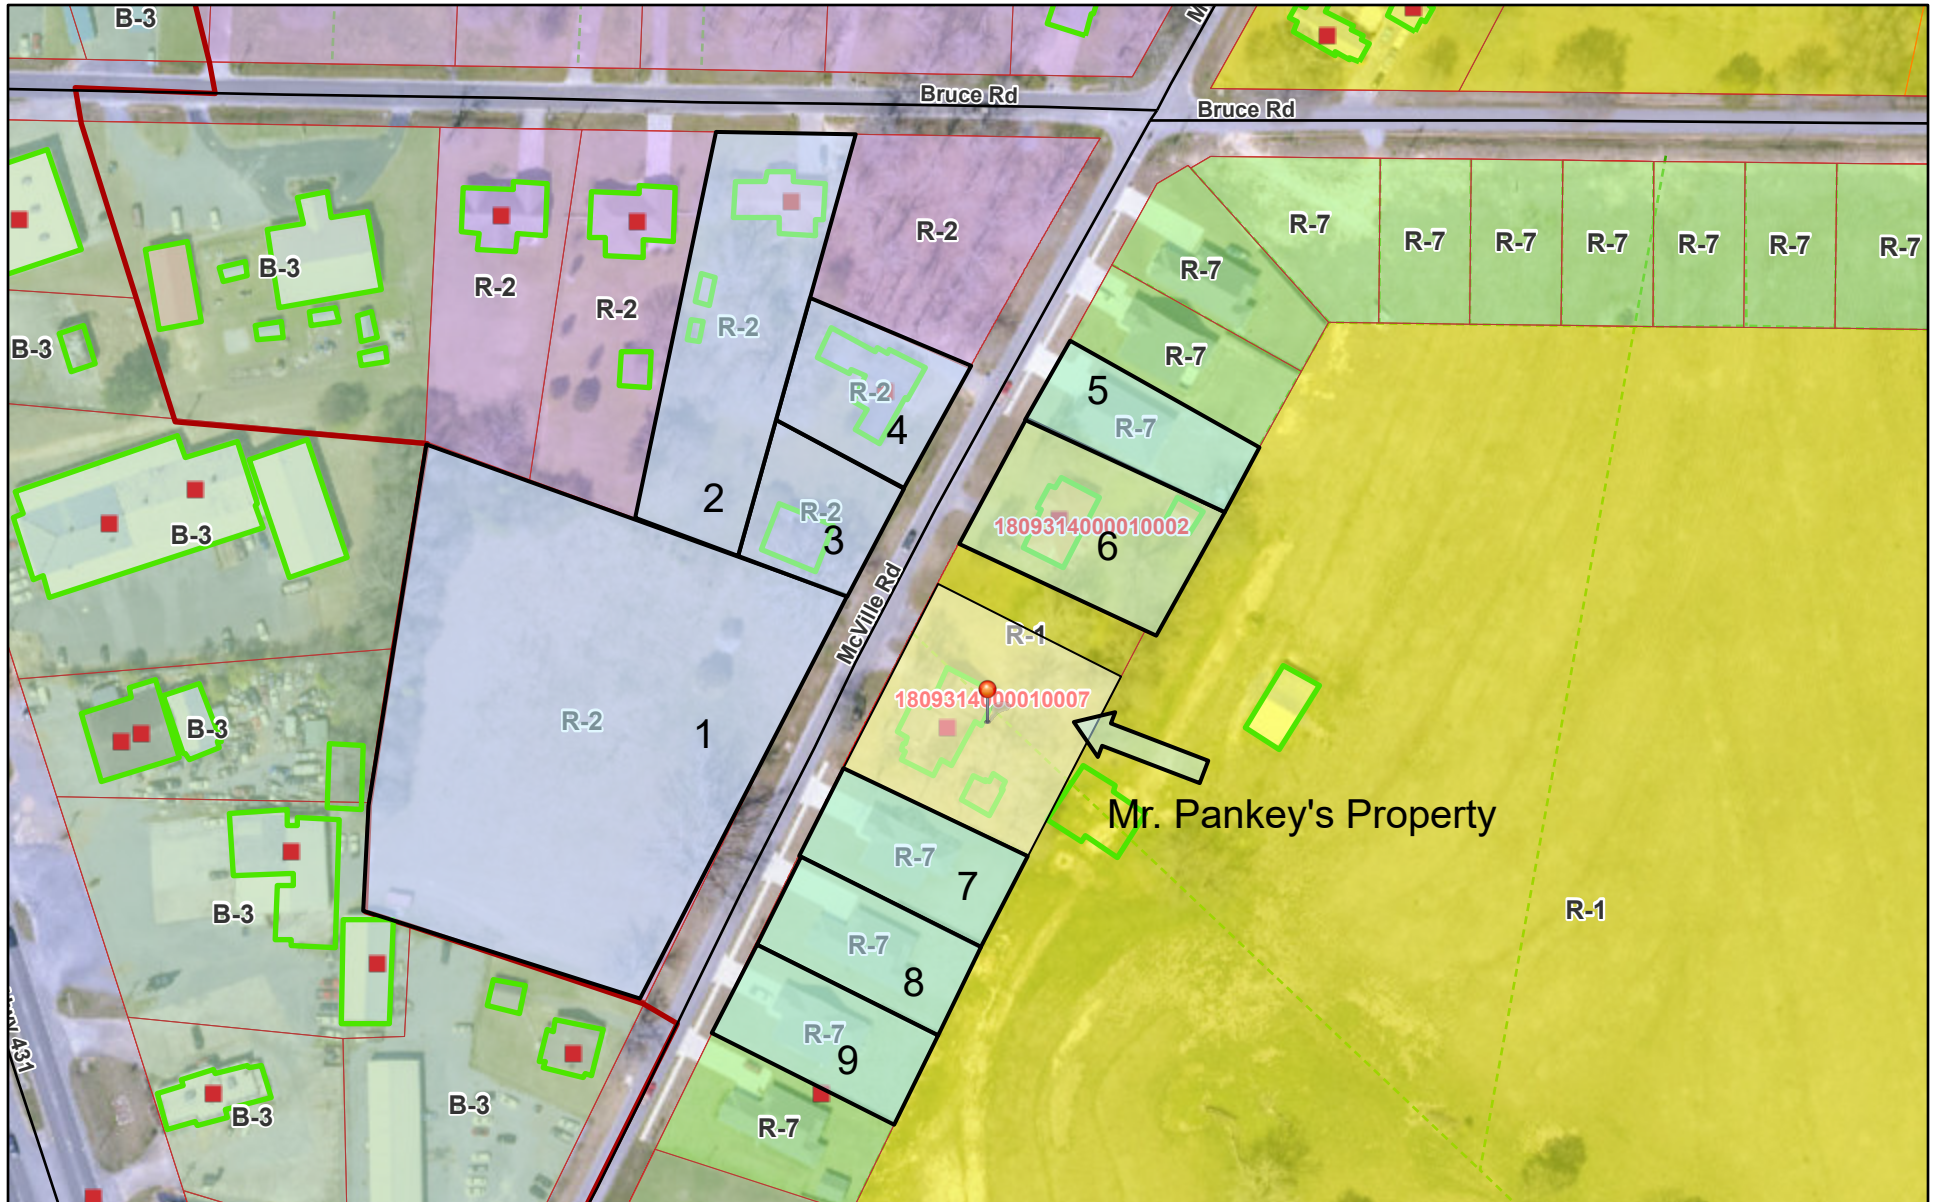 B-3
M
Bruce Rd
Bruce Rd
R-2
R-7
R-7
R-7
R-7
R-7
R-7
R-7
R-7
B-3
R-2
R-2
R-2
B-3
R-7
5
R-2
4
R-7
2
R-2
3
1809314000010002
6
B-3
McVille Rd
R-1
1809314000010007
R-2
1
B-3
Mr. Pankey's Property
R-7
7
B-3
R-1
R-7
8
R-7
9
431
B-3
B-3
R-7